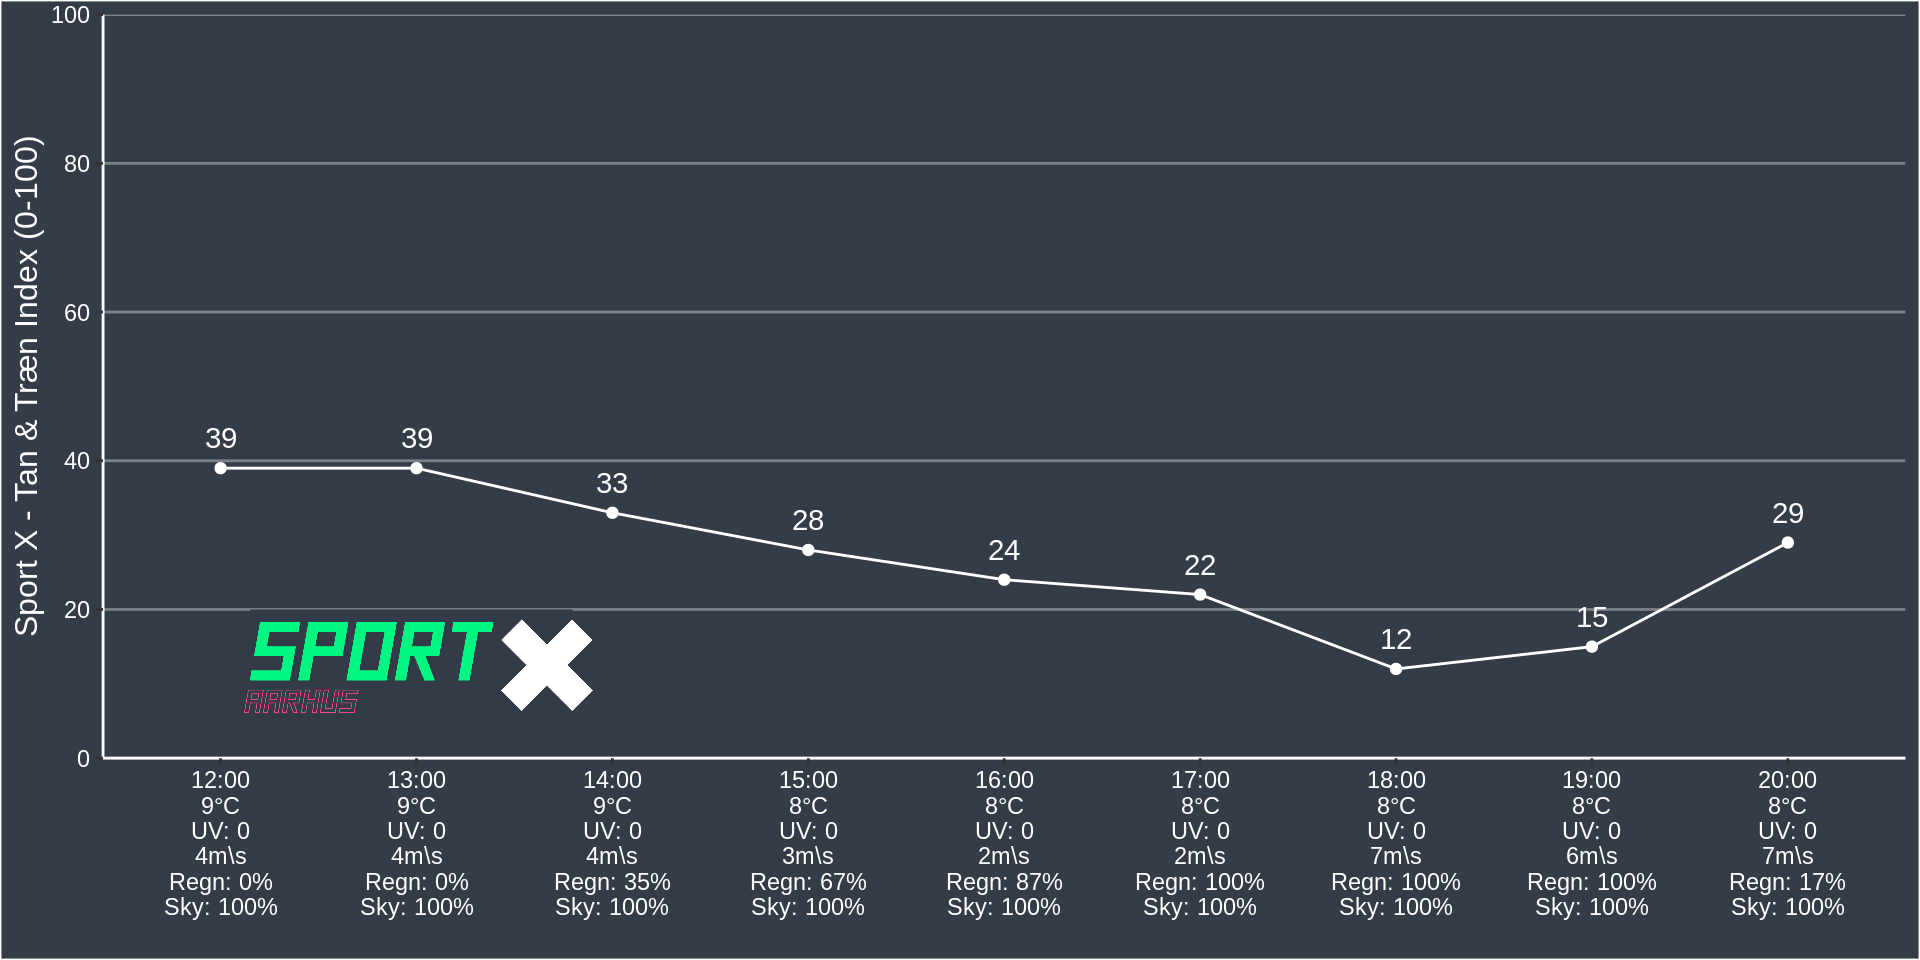 Sport X - Tan & Træn Index (0-100)
100
80
60
40
20
0
39
39
33
28
24
22
12
15
29
SPORT X
AARHUS
12:00 13:00 14:00 15:00 16:00 17:00 18:00 19:00 20:00
9°C 9°C 9°C 8°C 8°C 8°C 8°C 8°C 8°C
UV: 0 UV: 0 UV: 0 UV: 0 UV: 0 UV: 0 UV: 0 UV: 0 UV: 0
4m\s 4m\s 4m\s 3m\s 2m\s 2m\s 7m\s 6m\s 7m\s
Regn: 0% Regn: 0% Regn: 35% Regn: 67% Regn: 87% Regn: 100% Regn: 100% Regn: 100% Regn: 17%
Sky: 100% Sky: 100% Sky: 100% Sky: 100% Sky: 100% Sky: 100% Sky: 100% Sky: 100% Sky: 100%